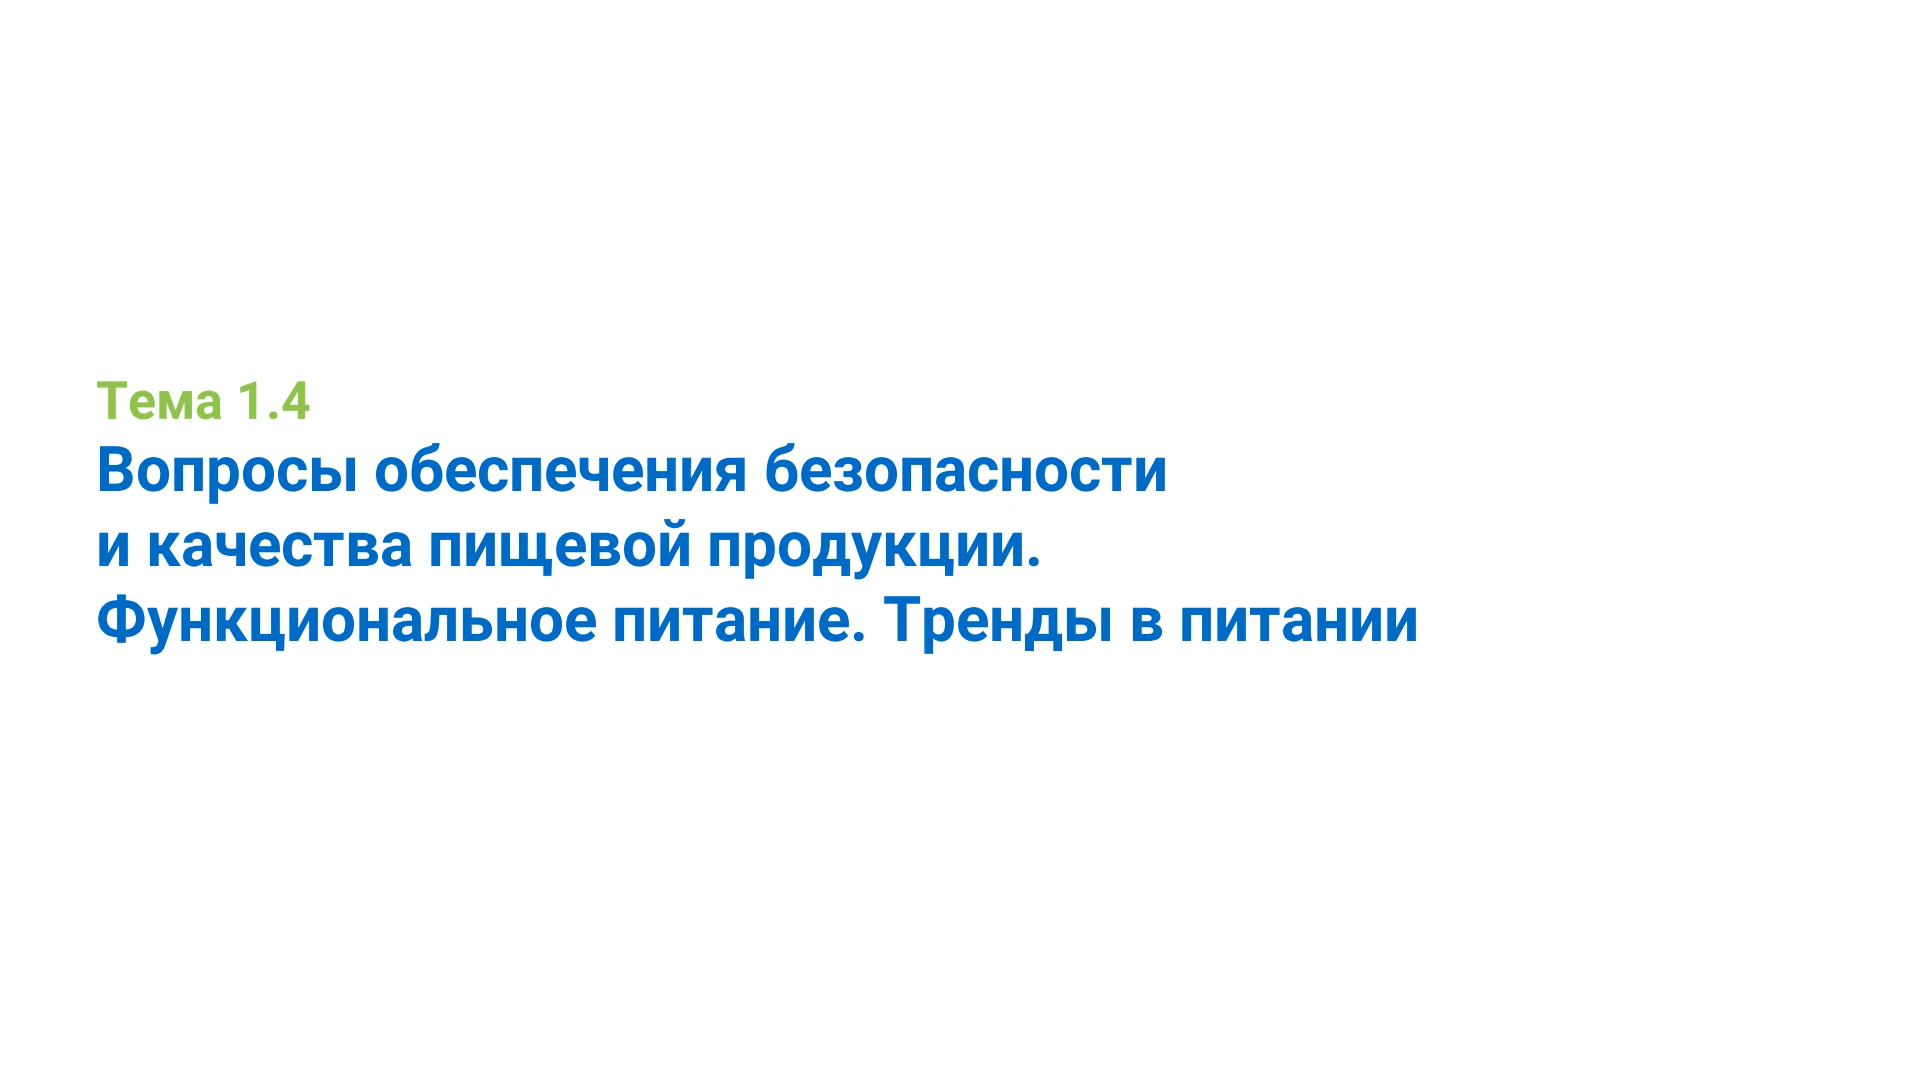 Тема 1.4
Вопросы обеспечения безопасности
и качества пищевой продукции.
Функциональное питание. Тренды в питании